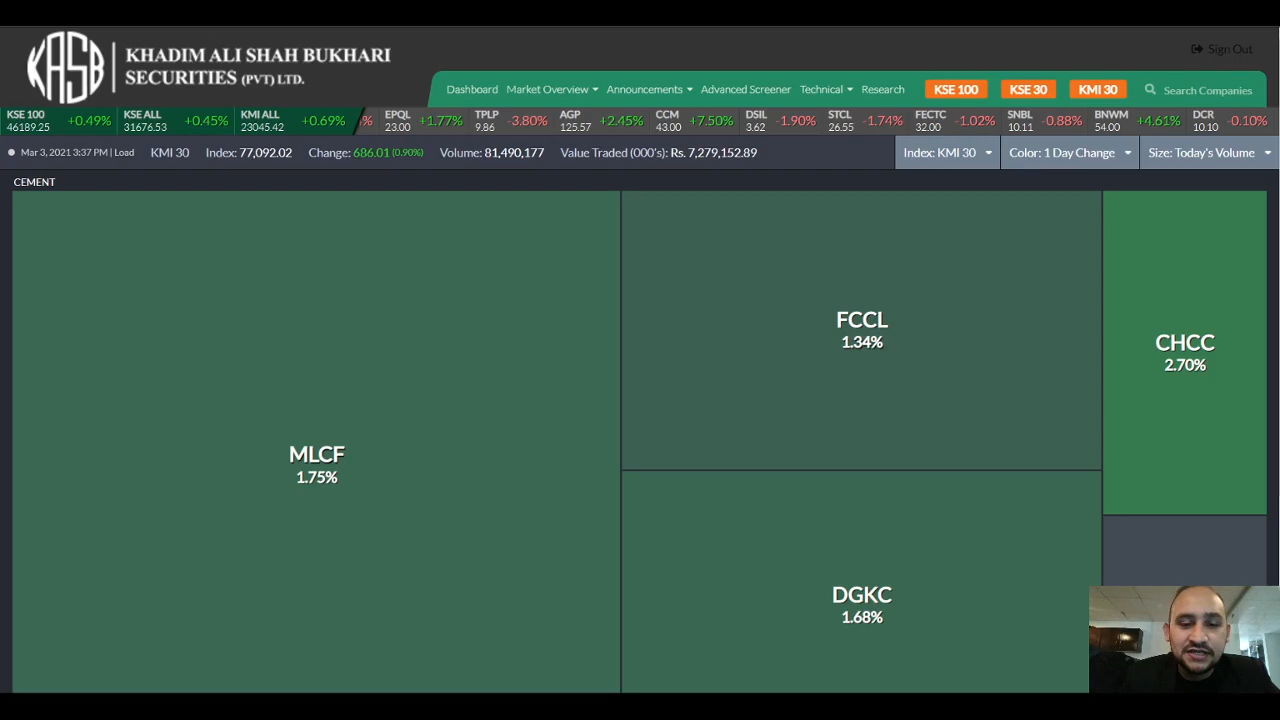 KASB
KHADIM ALI SHAH BUKHARI
SECURITIES (PVT) LTD.
Sign Out
Dashboard Market Overview Announcements Advanced Screener Technical Research KSE 100 KSE 30 KMI 30 Search Companies
KSE 100 46189.25 +0.49% KSE ALL 31676.53 +0.45% KMI ALL 23045.42 +0.69% % EPQL 23.00 +1.77% TPLP 9.86 -3.80% AGP 125.57 +2.45% CCM 43.00 +7.50% DSIL 3.62 -1.90% STCL 26.55 -1.74% FECTC 32.00 -1.02% SNBL 10.11 -0.88% BNWM 54.00 +4.61% DCR 10.10 -0.10%
Mar 3, 2021 3:37 PM | Load KMI 30 Index: 77,092.02 Change: 686.01 (0.90%) Volume: 81,490,177 Value Traded (000's): Rs. 7,279,152.89 Index: KMI 30 Color: 1 Day Change Size: Today's Volume
CEMENT
MLCF
1.75%
FCCL
1.34%
DGKC
1.68%
CHCC
2.70%